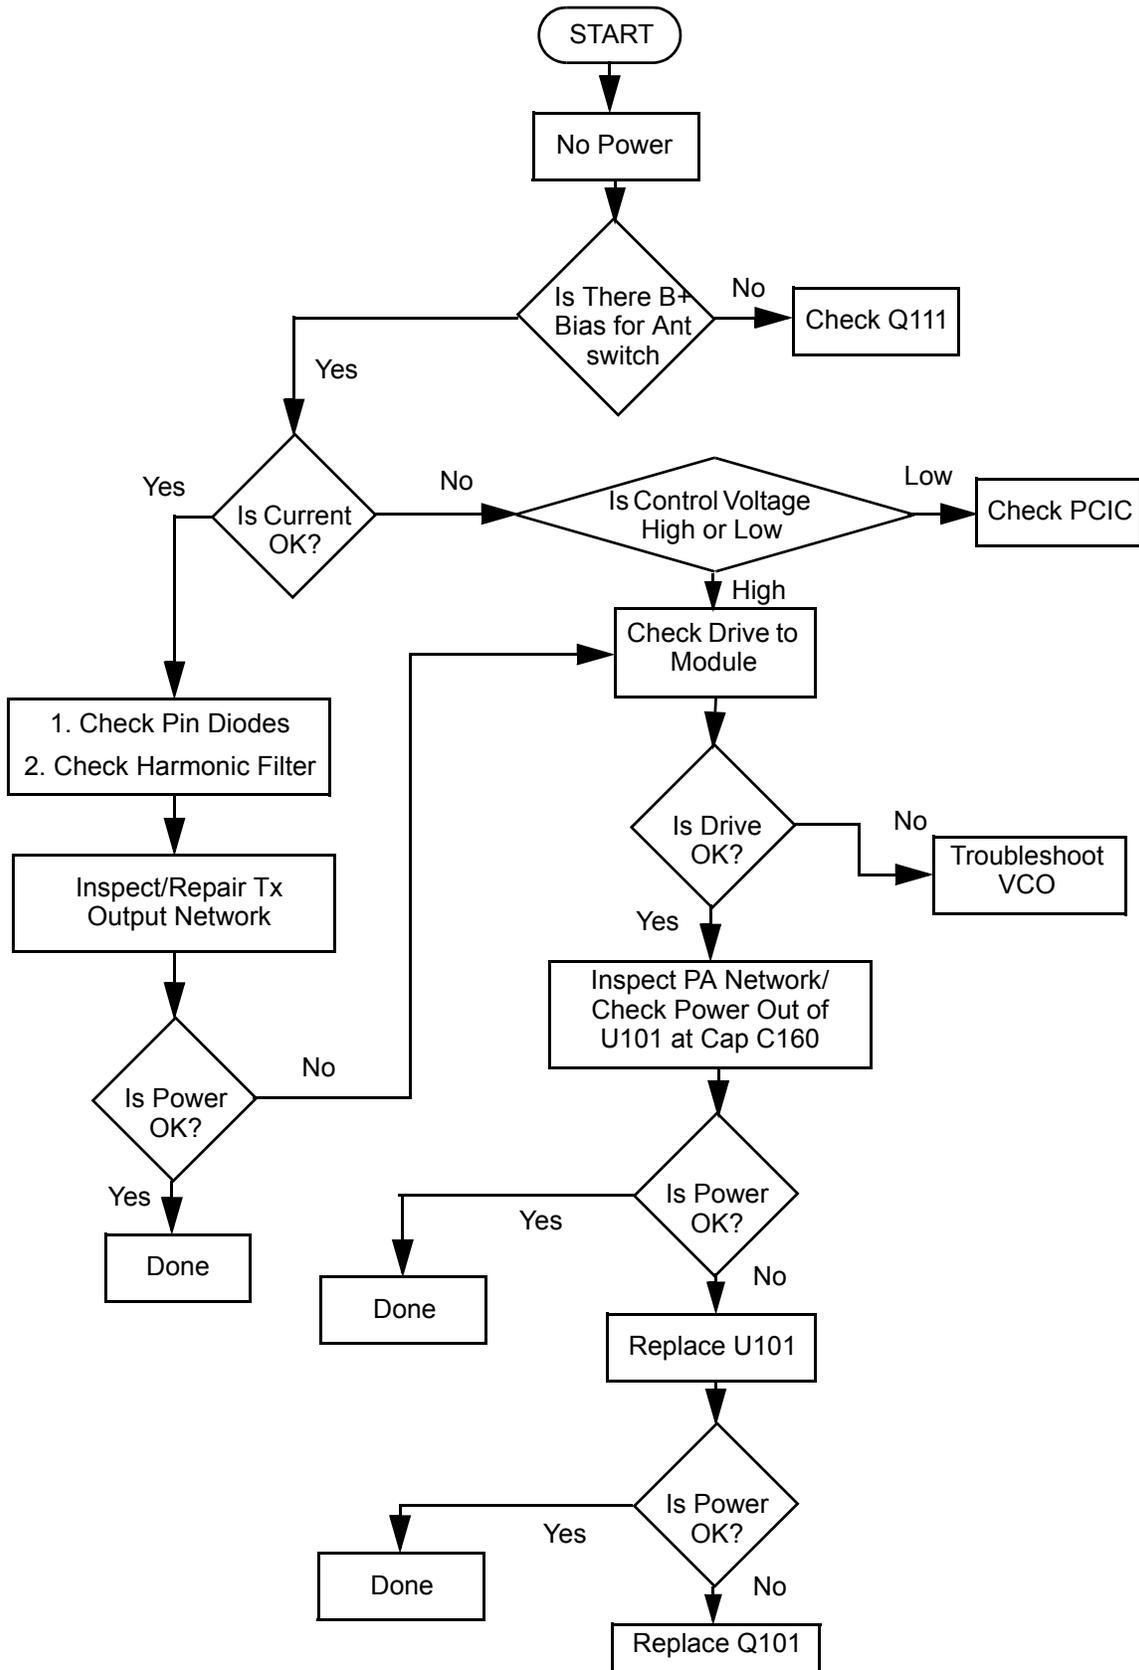 START
No Power
Is There B+
Bias for Ant
switch
No
Check Q111
Yes
Yes
Is Current
OK?
No
Is Control Voltage
High or Low
Low
Check PCIC
High
Check Drive to
Module
1. Check Pin Diodes
2. Check Harmonic Filter
Is Drive
OK?
No
Troubleshoot
VCO
Inspect/Repair Tx
Output Network
Yes
Inspect PA Network/
Check Power Out of
U101 at Cap C160
Is Power
OK?
No
Yes
Done
Is Power
OK?
Yes
Done
No
Replace U101
Is Power
OK?
Yes
Done
No
Replace Q101